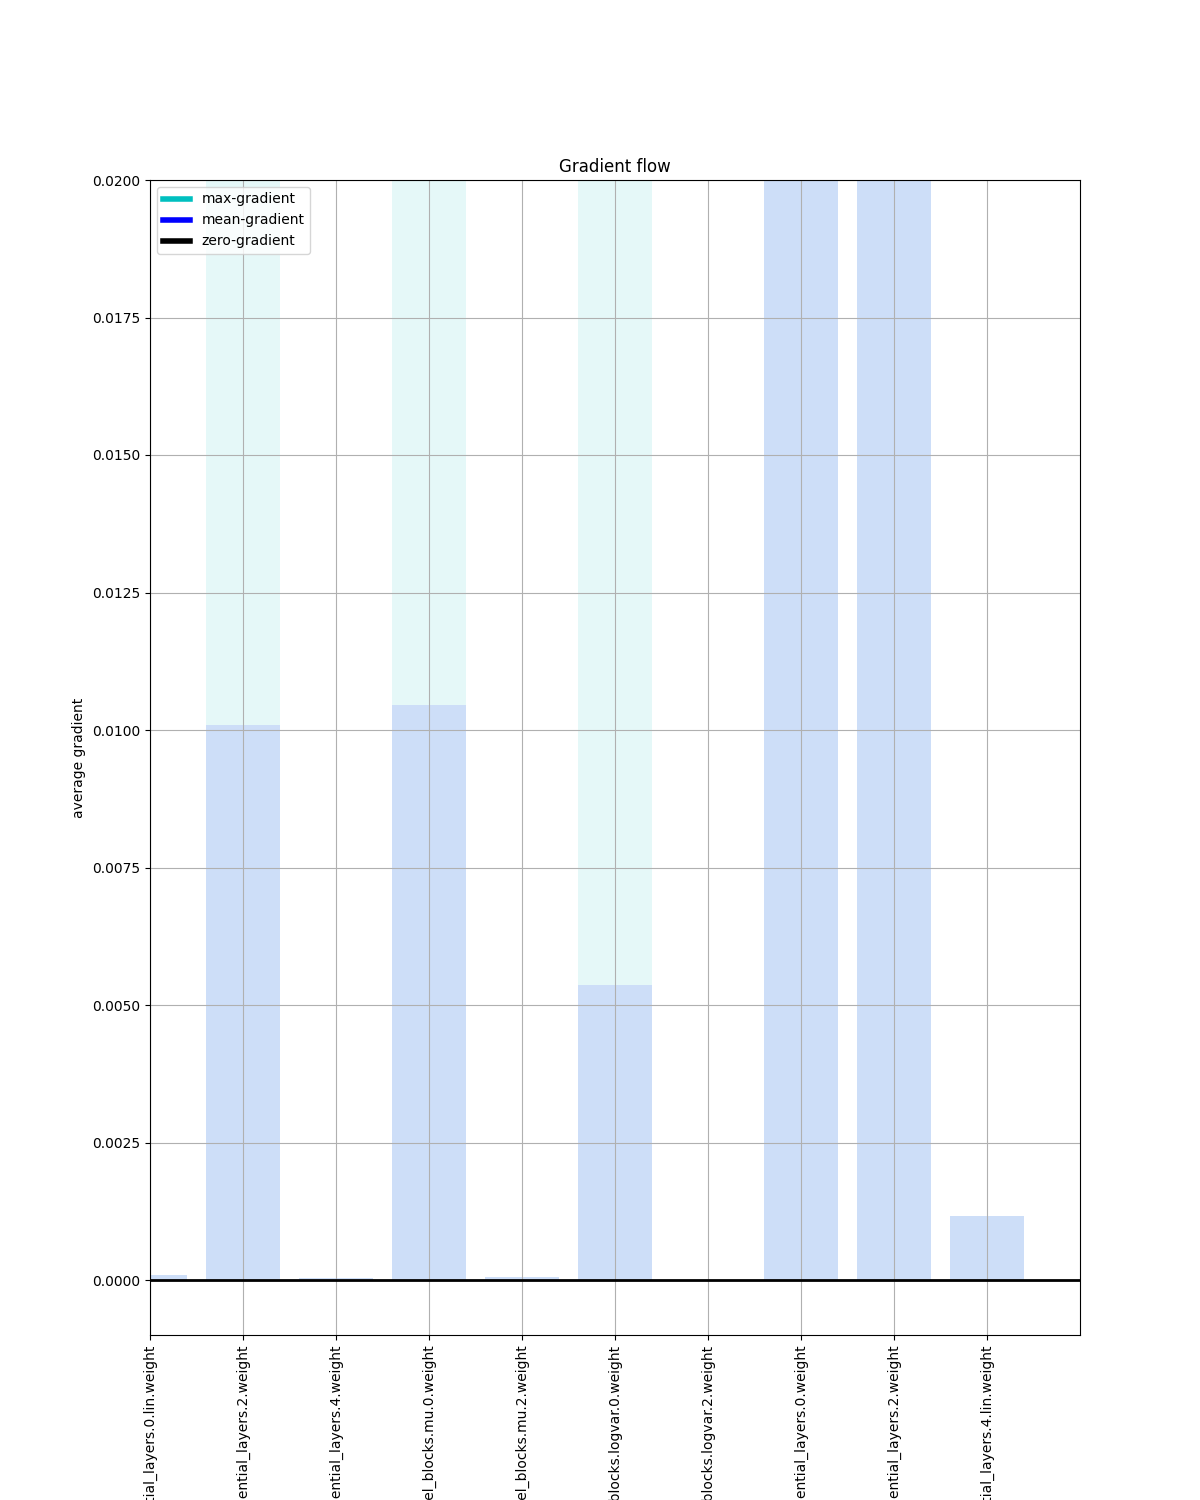 Gradient flow
max-gradient
mean-gradient
zero-gradient
0.0200
0.0175
0.0150
0.0125
0.0100
0.0075
0.0050
0.0025
0.0000
average gradient
tial_layers.0.lin.weight
ential_layers.2.weight
ential_layers.4.weight
el_blocks.mu.0.weight
el_blocks.mu.2.weight
blocks.logvar.0.weight
blocks.logvar.2.weight
ential_layers.0.weight
ential_layers.2.weight
tial_layers.4.lin.weight